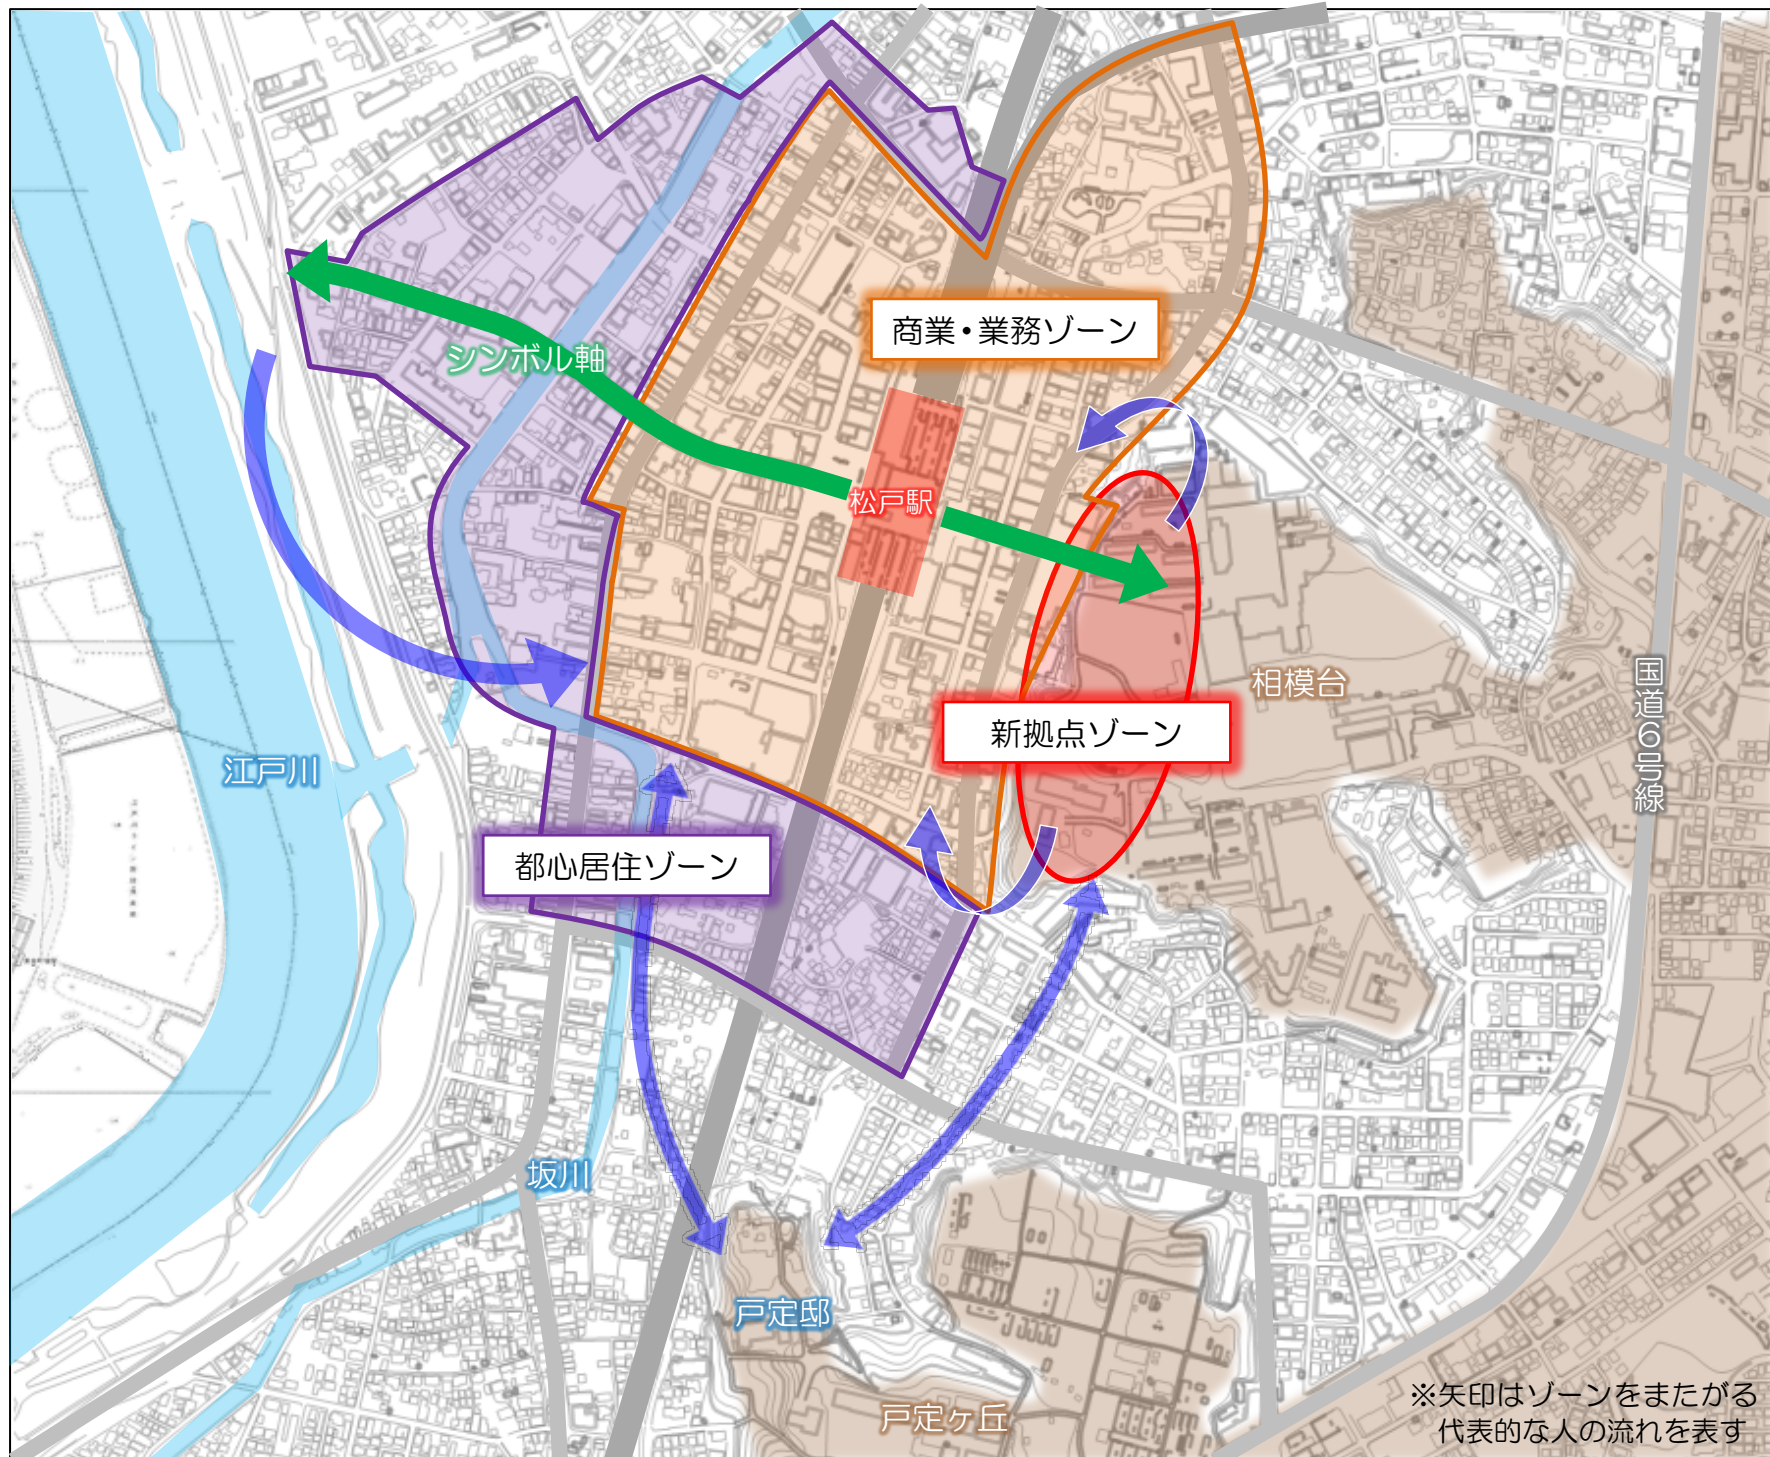 商業・業務ゾーン
シンボル軸
松戸駅
相模台
国道6号線
新拠点ゾーン
江戸川
都心居住ゾーン
坂川
戸定邸
戸定ヶ丘
※矢印はゾーンをまたがる
代表的な人の流れを表す